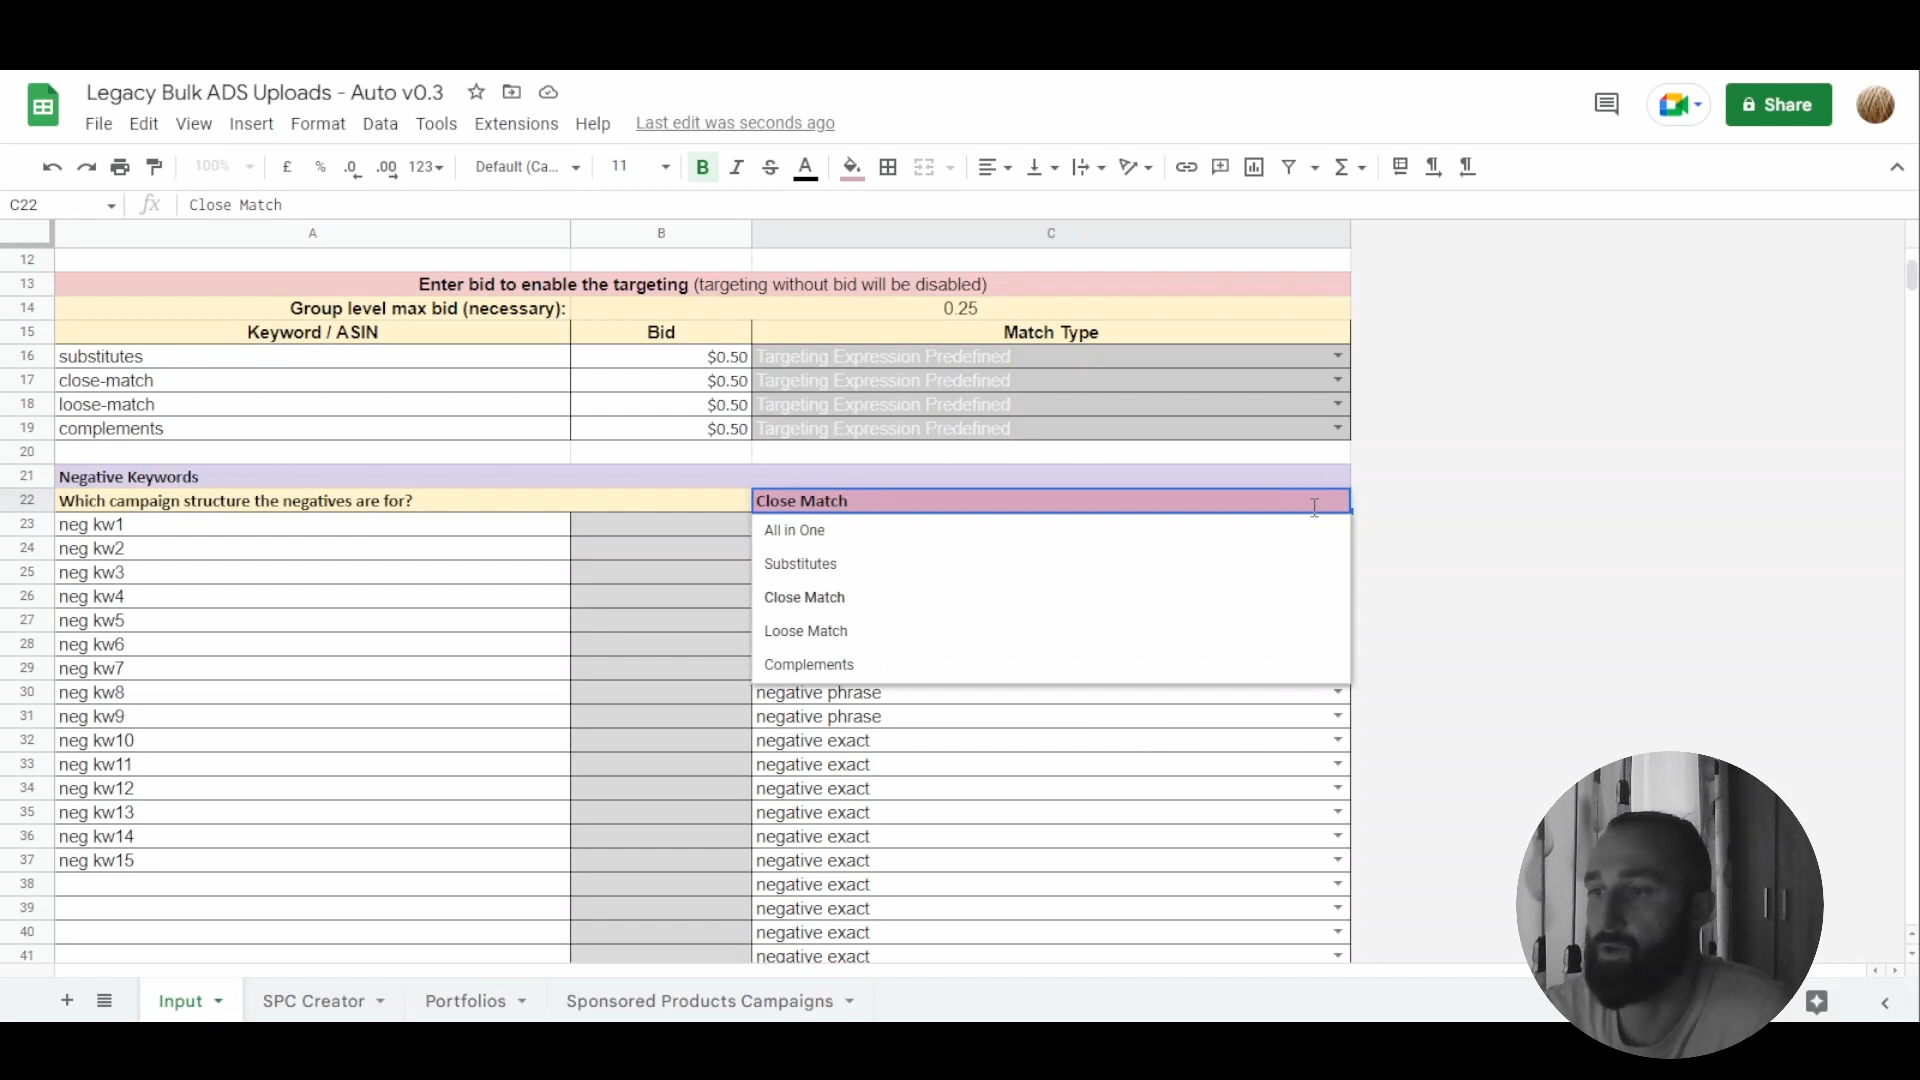 Legacy Bulk ADS Uploads - Auto v0.3
Share
File Edit View Insert Format Data Tools Extensions Help Last edit was seconds ago
100% £ % .0 .00 123 Default (Ca... 11 B I S A
C22 fx Close Match
A B C
12
13 Enter bid to enable the targeting (targeting without bid will be disabled)
14 Group level max bid (necessary): 0.25
15 Keyword / ASIN Bid Match Type
16 substitutes $0.50 Targeting Expression Predefined
17 close-match $0.50 Targeting Expression Predefined
18 loose-match $0.50 Targeting Expression Predefined
19 complements $0.50 Targeting Expression Predefined
20
21 Negative Keywords
22 Which campaign structure the negatives are for? Close Match
23 neg kw1 All in One
24 neg kw2
25 neg kw3 Substitutes
26 neg kw4 Close Match
27 neg kw5 Loose Match
28 neg kw6
29 neg kw7 Complements
30 neg kw8 negative phrase
31 neg kw9 negative phrase
32 neg kw10 negative exact
33 neg kw11 negative exact
34 neg kw12 negative exact
35 neg kw13 negative exact
36 neg kw14 negative exact
37 neg kw15 negative exact
38 negative exact
39 negative exact
40 negative exact
41 negative exact
Input SPC Creator Portfolios Sponsored Products Campaigns